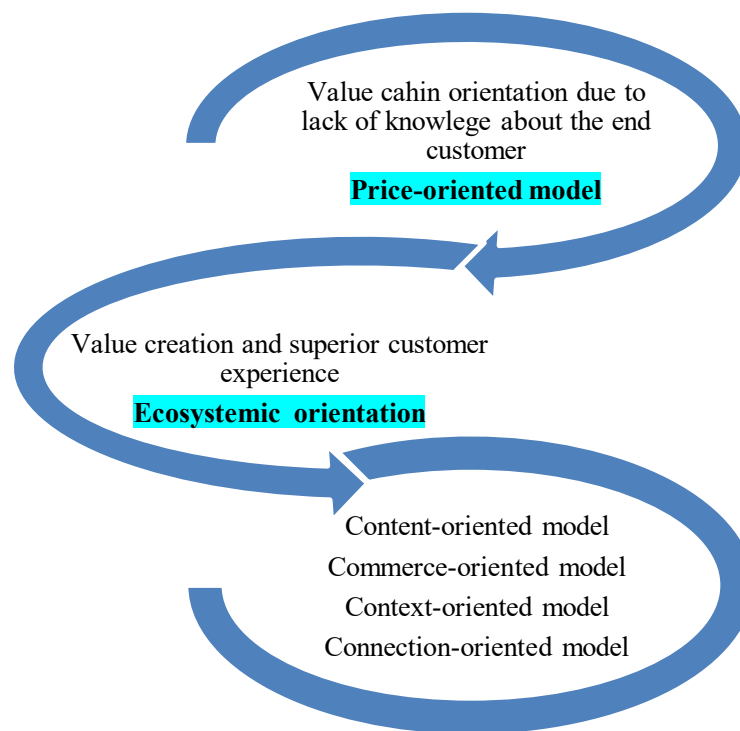 Value cahin orientation due to
lack of knowlege about the end
customer
Price-oriented model
Value creation and superior customer
experience
Ecosystemic orientation
Content-oriented model
Commerce-oriented model
Context-oriented model
Connection-oriented model